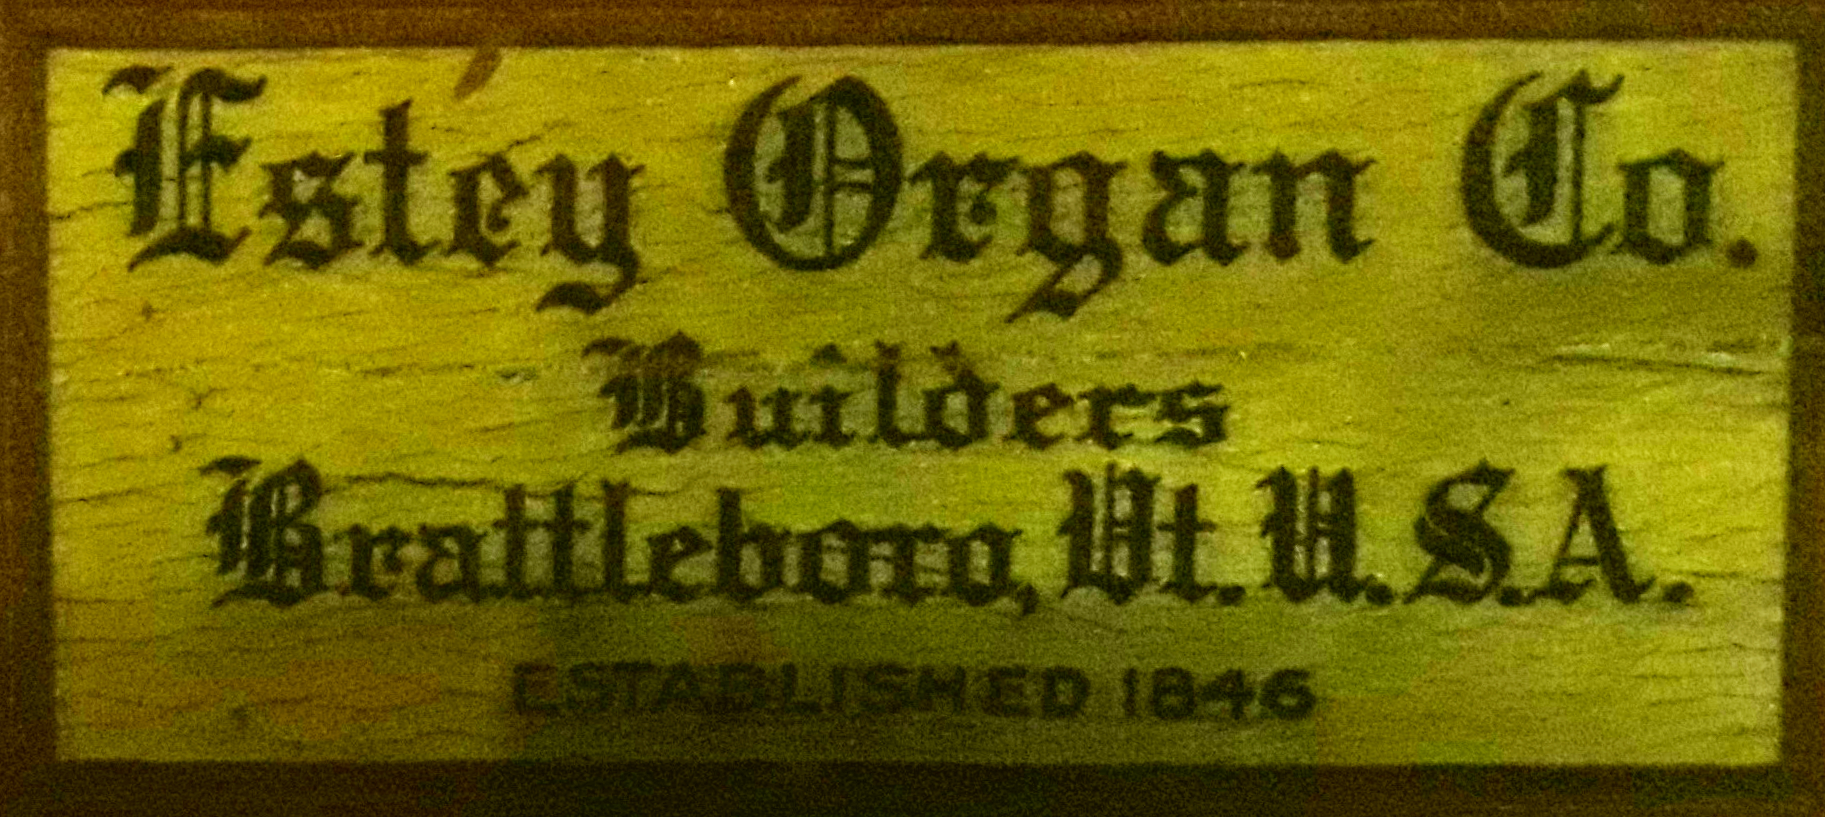 Estey Organ Co.
Builders
Brattleboro, Vt. U.S.A.
ESTABLISHED 1846